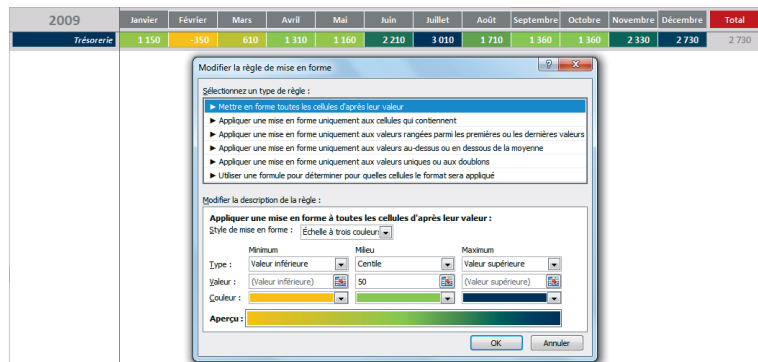 2009 Janvier Février Mars Avril Mai Juin Juillet Août Septembre Octobre Novembre Décembre Total
Trésorerie 1 150 -350 610 1 310 1 160 2 210 3 010 1 710 1 360 1 360 2 330 2 730 2 730
Modifier la règle de mise en forme
Sélectionnez un type de règle :
► Mettre en forme toutes les cellules d'après leur valeur
► Appliquer une mise en forme uniquement aux cellules qui contiennent
► Appliquer une mise en forme uniquement aux valeurs rangées parmi les premières ou les dernières valeurs
► Appliquer une mise en forme uniquement aux valeurs au-dessus ou en dessous de la moyenne
► Appliquer une mise en forme uniquement aux valeurs uniques ou aux doublons
► Utiliser une formule pour déterminer pour quelles cellules le format sera appliqué
Modifier la description de la règle :
Appliquer une mise en forme à toutes les cellules d'après leur valeur :
Style de mise en forme : Échelle à trois couleurs
Minimum Milieu Maximum
Type : Valeur inférieure Centile Valeur supérieure
Valeur : (Valeur inférieure) 50 (Valeur supérieure)
Couleur :
Aperçu :
OK Annuler